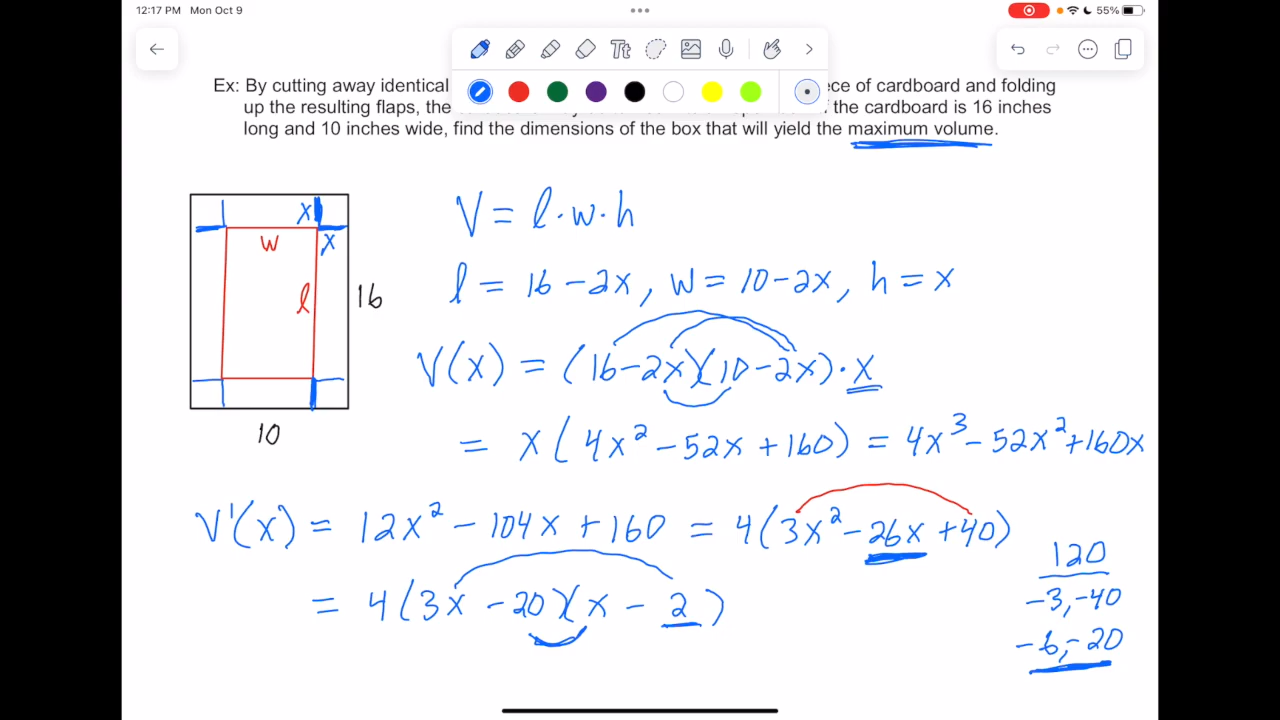 12:17 PM Mon Oct 9
55%
Tt
Ex: By cutting away identical ece of cardboard and folding
up the resulting flaps, the the cardboard is 16 inches
long and 10 inches wide, find the dimensions of the box that will yield the maximum volume.
V = l · w · h
x
w
x
l = 16 - 2x, w = 10 - 2x, h = x
l
16
V(x) = (16 - 2x)(10 - 2x) · x
10
= x(4x² - 52x + 160) = 4x³ - 52x² + 160x
V'(x) = 12x² - 104x + 160 = 4(3x² - 26x + 40)
120
= 4(3x - 20)(x - 2)
-3, -40
-6, -20